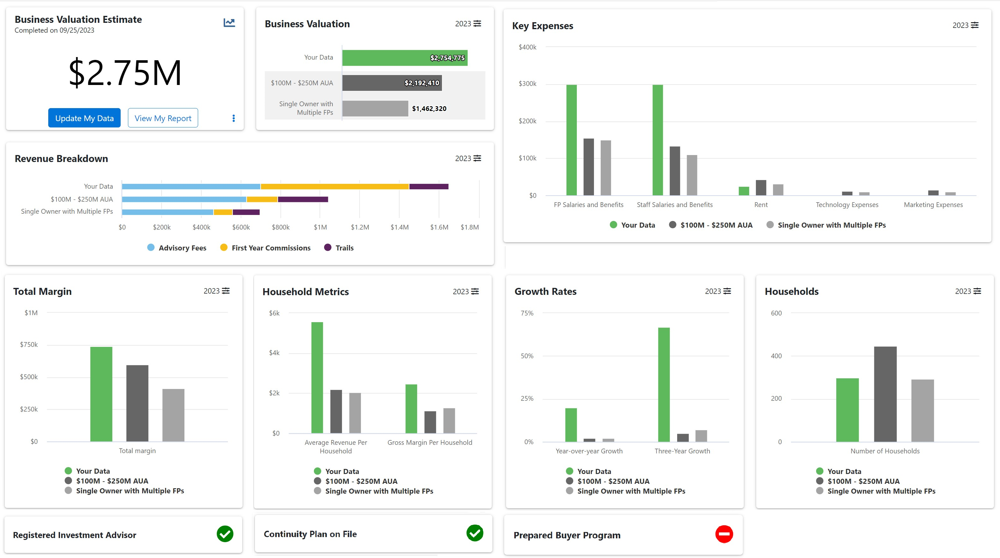 Business Valuation Estimate
Completed on 09/25/2023
$2.75M
Update My Data
View My Report
Business Valuation
2023
Your Data
$2,754,775
$100M - $250M AUA
$2,192,410
Single Owner with
Multiple FPs
$1,462,320
Key Expenses
2023
$400k
$300k
$200k
$100k
$0
FP Salaries and Benefits
Staff Salaries and Benefits
Rent
Technology Expenses
Marketing Expenses
Your Data
$100M - $250M AUA
Single Owner with Multiple FPs
Revenue Breakdown
2023
Your Data
$100M - $250M AUA
Single Owner with Multiple FPs
$0
$200k
$400k
$600k
$800k
$1M
$1.2M
$1.4M
$1.6M
$1.8M
Advisory Fees
First Year Commissions
Trails
Total Margin
2023
$1M
$750k
$500k
$250k
$0
Total margin
Your Data
$100M - $250M AUA
Single Owner with Multiple FPs
Household Metrics
2023
$6k
$4k
$2k
$0
Average Revenue Per
Household
Gross Margin Per Household
Your Data
$100M - $250M AUA
Single Owner with Multiple FPs
Growth Rates
2023
75%
50%
25%
0%
Year-over-year Growth
Three-Year Growth
Your Data
$100M - $250M AUA
Single Owner with Multiple FPs
Households
2023
600
400
200
0
Number of Households
Your Data
$100M - $250M AUA
Single Owner with Multiple FPs
Registered Investment Advisor
Continuity Plan on File
Prepared Buyer Program